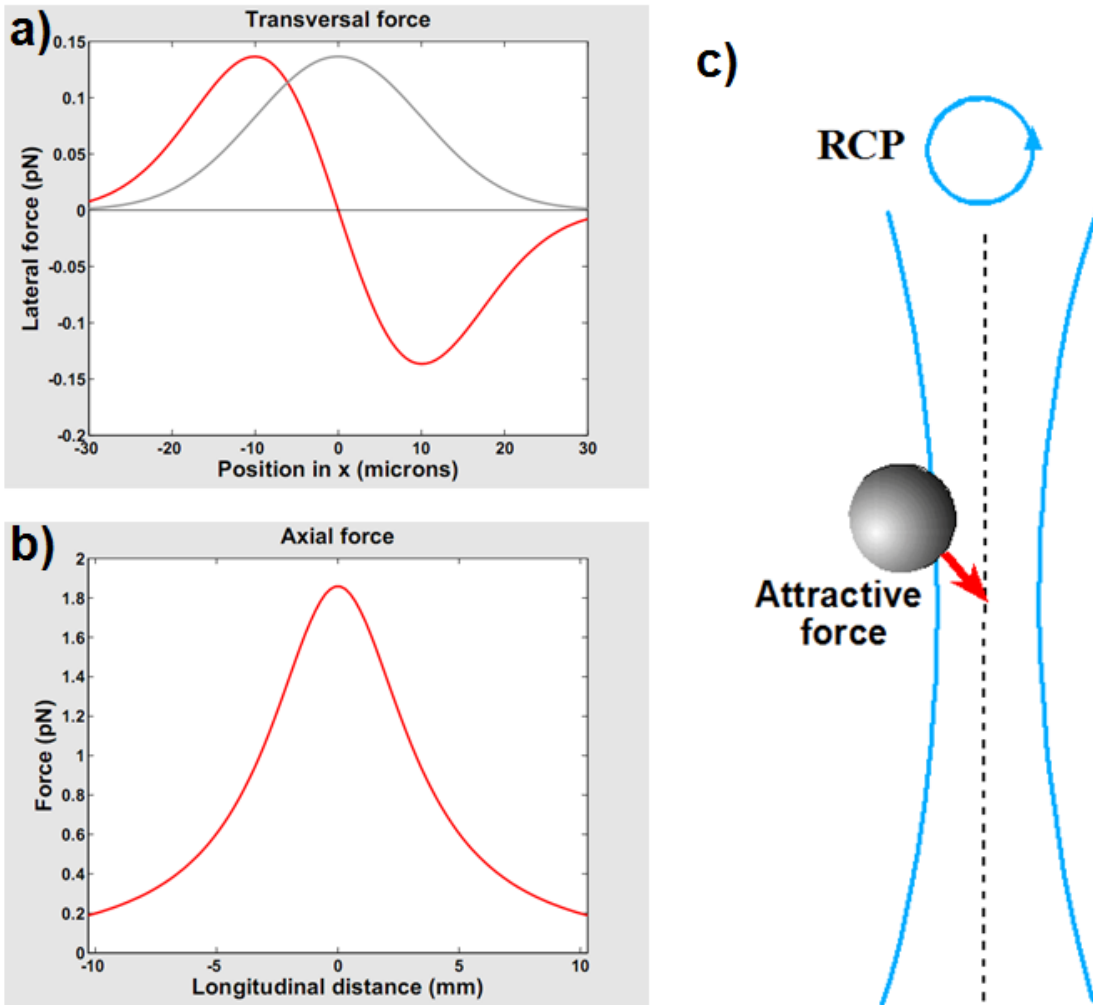 a)
Transversal force
0.15
0.1
0.05
0
-0.05
-0.1
-0.15
-0.2
Lateral force (pN)
-30 -20 -10 0 10 20 30
Position in x (microns)
b)
Axial force
2
1.8
1.6
1.4
1.2
1
0.8
0.6
0.4
0.2
0
Force (pN)
-10 -5 0 5 10
Longitudinal distance (mm)
c)
RCP
Attractive
force